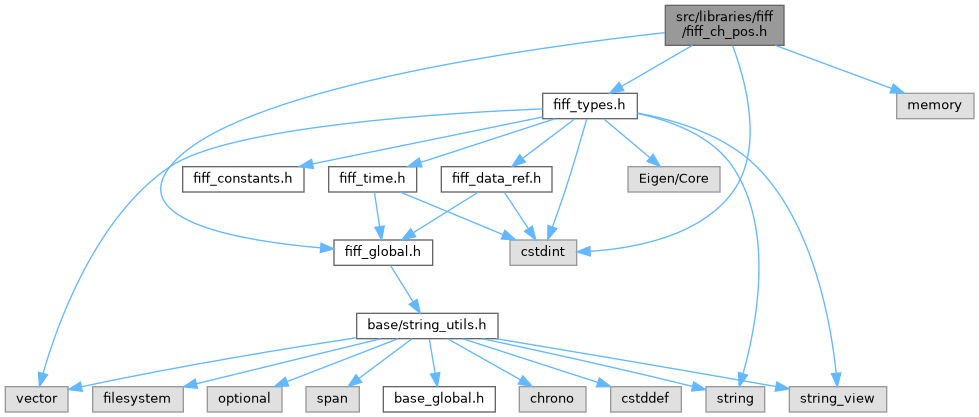 src/libraries/fiff
/fiff_ch_pos.h
fiff_types.h
memory
fiff_constants.h
fiff_time.h
fiff_data_ref.h
Eigen/Core
fiff_global.h
cstdint
base/string_utils.h
vector
filesystem
optional
span
base_global.h
chrono
cstddef
string
string_view